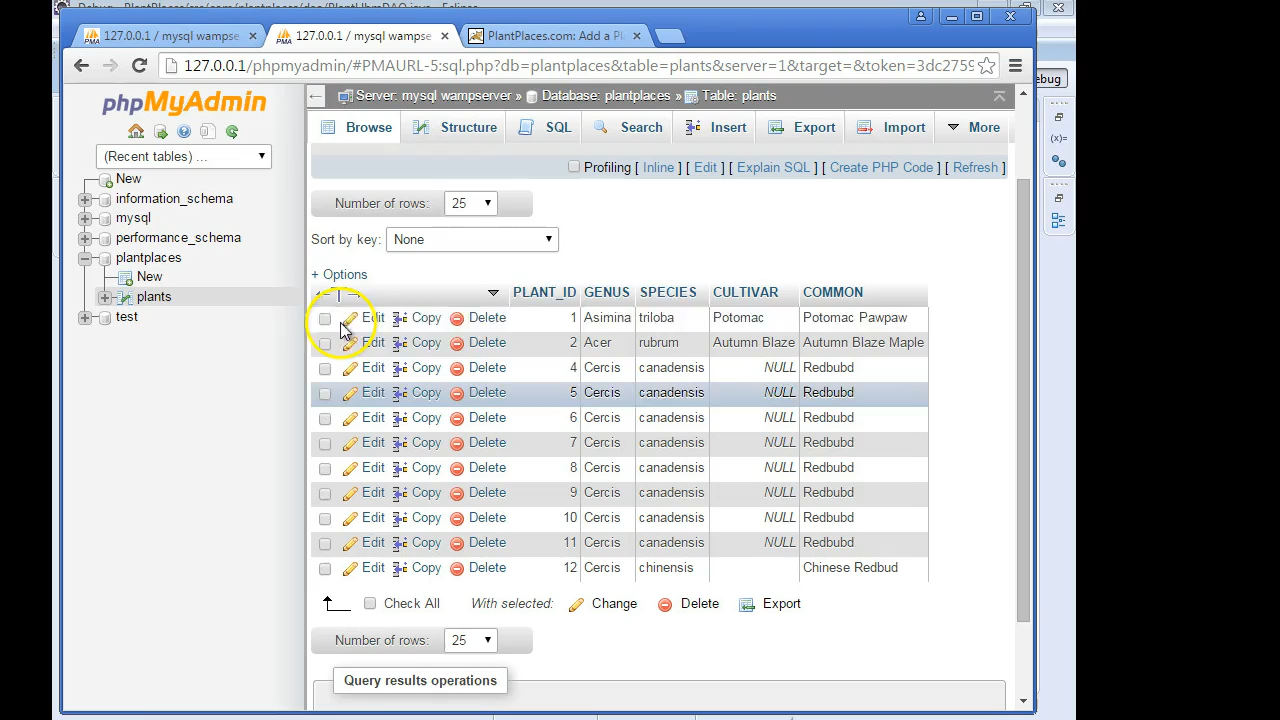 127.0.0.1 / mysql wampse
127.0.0.1 / mysql wampse
PlantPlaces.com: Add a Pl
127.0.0.1/phpmyadmin/#PMAURL-5:sql.php?db=plantplaces&table=plants&server=1&target=&token=3dc2759
ebug
phpMyAdmin
(Recent tables) ...
New
information_schema
mysql
performance_schema
plantplaces
New
plants
test
Server: mysql wampserver » Database: plantplaces » Table: plants
Browse Structure SQL Search Insert Export Import More
Profiling [ Inline ] [ Edit ] [ Explain SQL ] [ Create PHP Code ] [ Refresh ]
Number of rows: 25
Sort by key: None
+ Options
PLANT_ID GENUS SPECIES CULTIVAR COMMON
Edit Copy Delete 1 Asimina triloba Potomac Potomac Pawpaw
Edit Copy Delete 2 Acer rubrum Autumn Blaze Autumn Blaze Maple
Edit Copy Delete 4 Cercis canadensis NULL Redbubd
Edit Copy Delete 5 Cercis canadensis NULL Redbubd
Edit Copy Delete 6 Cercis canadensis NULL Redbubd
Edit Copy Delete 7 Cercis canadensis NULL Redbubd
Edit Copy Delete 8 Cercis canadensis NULL Redbubd
Edit Copy Delete 9 Cercis canadensis NULL Redbubd
Edit Copy Delete 10 Cercis canadensis NULL Redbubd
Edit Copy Delete 11 Cercis canadensis NULL Redbubd
Edit Copy Delete 12 Cercis chinensis Chinese Redbud
Check All With selected: Change Delete Export
Number of rows: 25
Query results operations